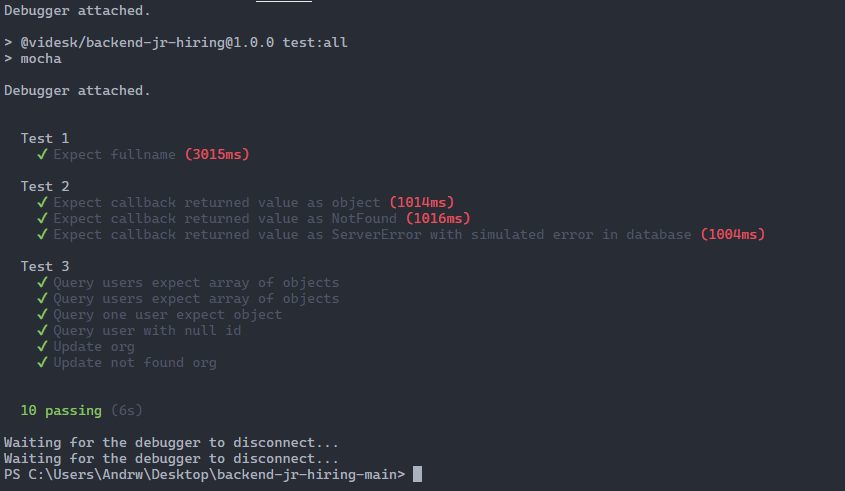 Debugger attached.
> @videsk/backend-jr-hiring@1.0.0 test:all
> mocha
Debugger attached.
Test 1
✓ Expect fullname (3015ms)
Test 2
✓ Expect callback returned value as object (1014ms)
✓ Expect callback returned value as NotFound (1016ms)
✓ Expect callback returned value as ServerError with simulated error in database (1004ms)
Test 3
✓ Query users expect array of objects
✓ Query users expect array of objects
✓ Query one user expect object
✓ Query user with null id
✓ Update org
✓ Update not found org
10 passing (6s)
Waiting for the debugger to disconnect...
Waiting for the debugger to disconnect...
PS C:\Users\Andrw\Desktop\backend-jr-hiring-main>